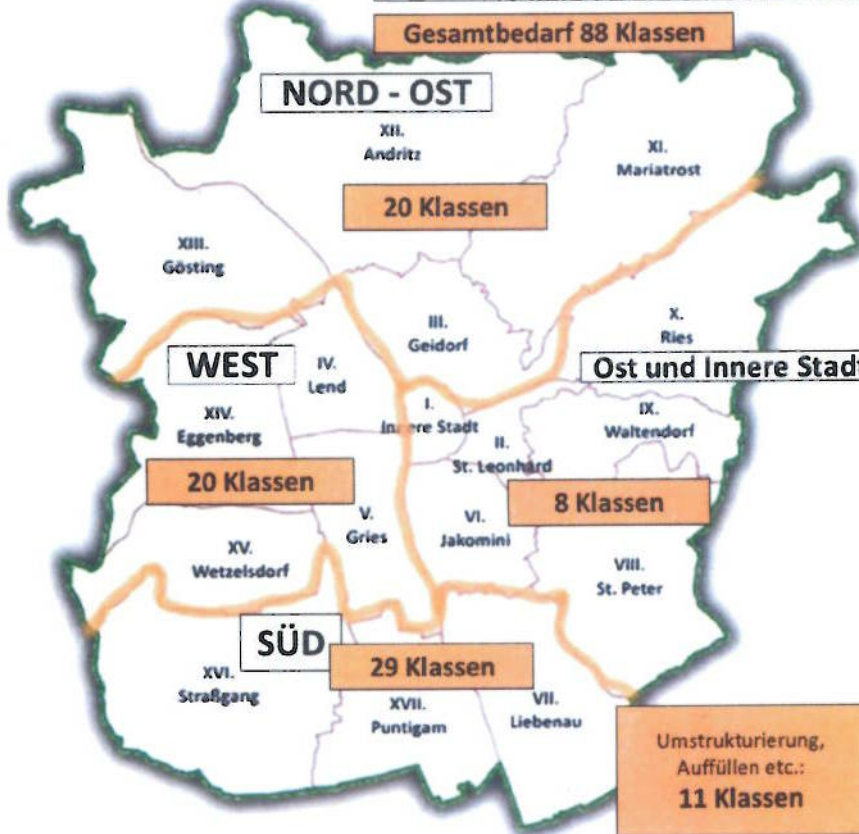 Gesamtbedarf 88 Klassen
NORD - OST
XII.
Andritz
XI.
Mariatrost
20 Klassen
XIII.
Gösting
III.
Geidorf
X.
Ries
WEST
IV.
Lend
Ost und Innere Stadt
XIV.
Eggenberg
I.
Innere Stadt
IX.
Waltendorf
II.
St. Leonhard
20 Klassen
8 Klassen
V.
Gries
VI.
Jakomini
XV.
Wetzelsdorf
VIII.
St. Peter
SÜD
29 Klassen
XVI.
Straßgang
XVII.
Puntigam
VII.
Liebenau
Umstrukturierung,
Auffüllen etc.:
11 Klassen